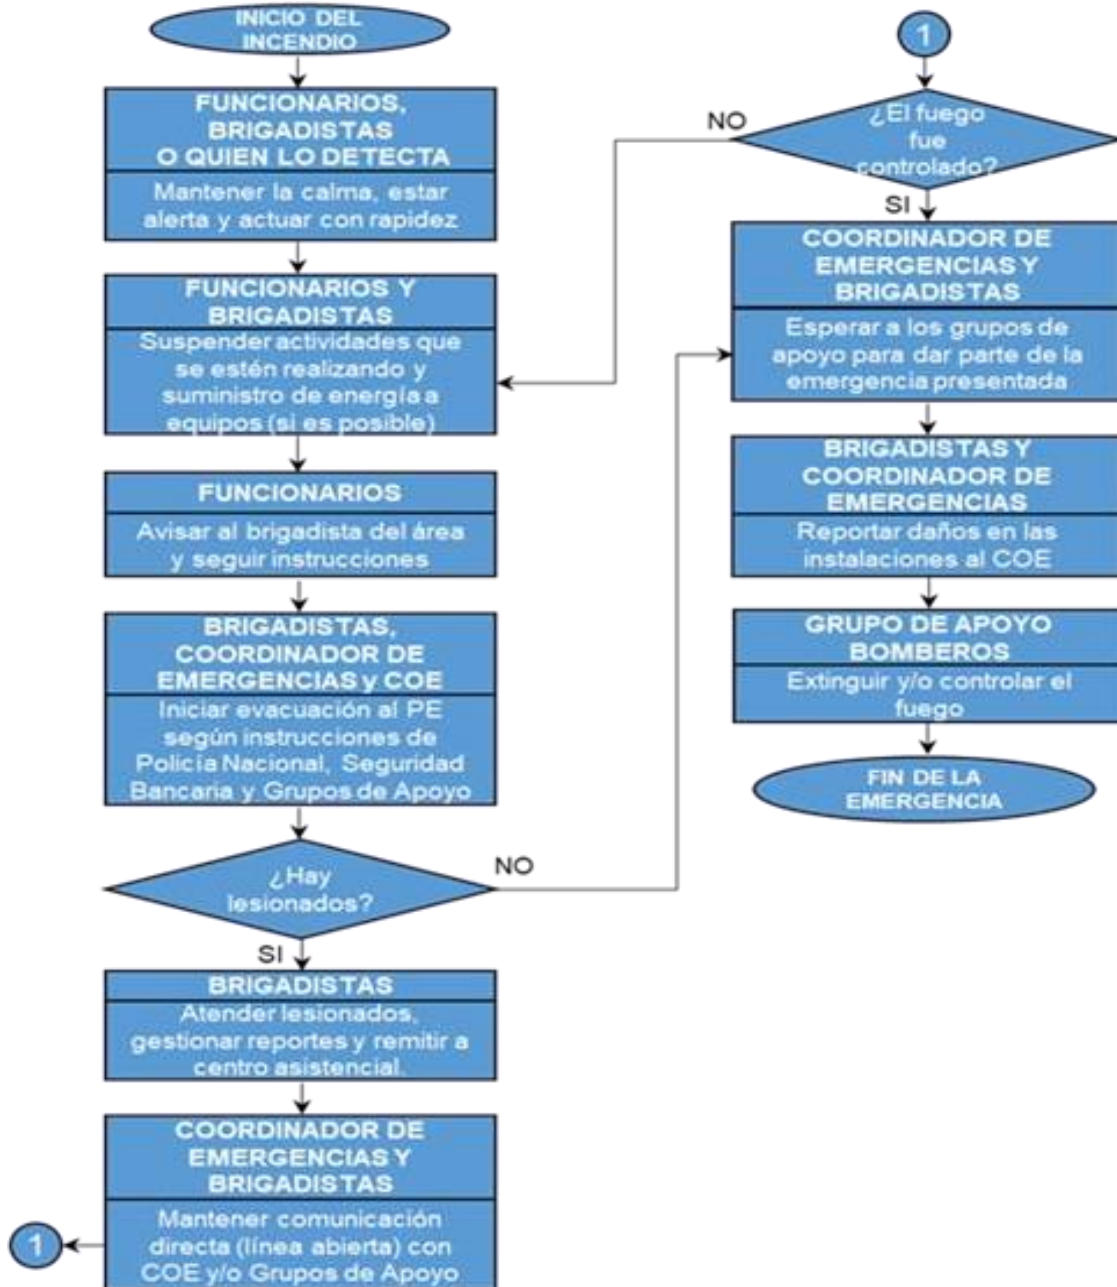 INICIO DEL
INCENDIO
FUNCIONARIOS,
BRIGADISTAS
O QUIEN LO DETECTA
Mantener la calma, estar
alerta y actuar con rapidez
FUNCIONARIOS Y
BRIGADISTAS
Suspender actividades que
se estén realizando y
suministro de energía a
equipos (si es posible)
FUNCIONARIOS
Avisar al brigadista del área
y seguir instrucciones
BRIGADISTAS,
COORDINADOR DE
EMERGENCIAS y COE
Iniciar evacuación al PE
según instrucciones de
Policía Nacional, Seguridad
Bancaria y Grupos de Apoyo
¿Hay
lesionados?
NO
SI
BRIGADISTAS
Atender lesionados,
gestionar reportes y remitir a
centro asistencial.
COORDINADOR DE
EMERGENCIAS Y
BRIGADISTAS
Mantener comunicación
directa (línea abierta) con
COE y/o Grupos de Apoyo
1
1
¿El fuego
fue
controlado?
NO
SI
COORDINADOR DE
EMERGENCIAS Y
BRIGADISTAS
Esperar a los grupos de
apoyo para dar parte de la
emergencia presentada
BRIGADISTAS Y
COORDINADOR DE
EMERGENCIAS
Reportar daños en las
instalaciones al COE
GRUPO DE APOYO
BOMBEROS
Extinguir y/o controlar el
fuego
FIN DE LA
EMERGENCIA